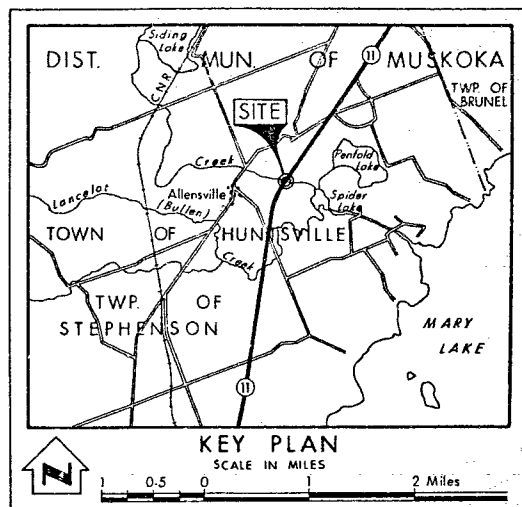 Siding
Lake
DIST. MUN. OF MUSKOKA
11
C.N.R.
TWP. OF
BRUNEL
SITE
Penfold
Lake
Creek
Lancelot
Allensville
(Bullen)
Spider
Lake
TOWN OF HUNTSVILLE
Creek
TWP. OF
STEPHENSON
MARY
LAKE
11
KEY PLAN
SCALE IN MILES
N
1 0·5 0 1 2 Miles